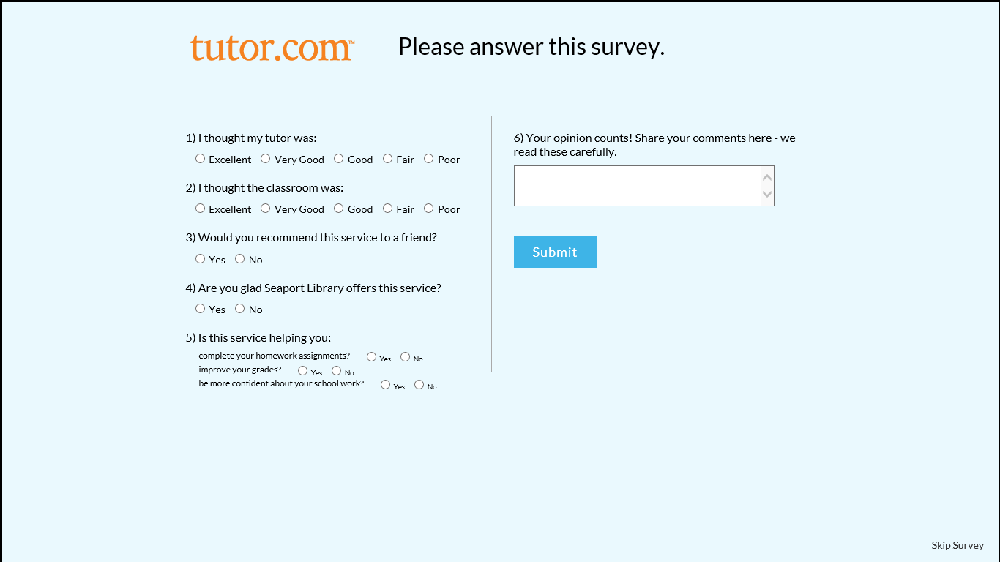 tutor.com™
Please answer this survey.
1) I thought my tutor was:
Excellent Very Good Good Fair Poor
2) I thought the classroom was:
Excellent Very Good Good Fair Poor
3) Would you recommend this service to a friend?
Yes No
4) Are you glad Seaport Library offers this service?
Yes No
5) Is this service helping you:
complete your homework assignments? Yes No
improve your grades? Yes No
be more confident about your school work? Yes No
6) Your opinion counts! Share your comments here - we
read these carefully.
Submit
Skip Survey